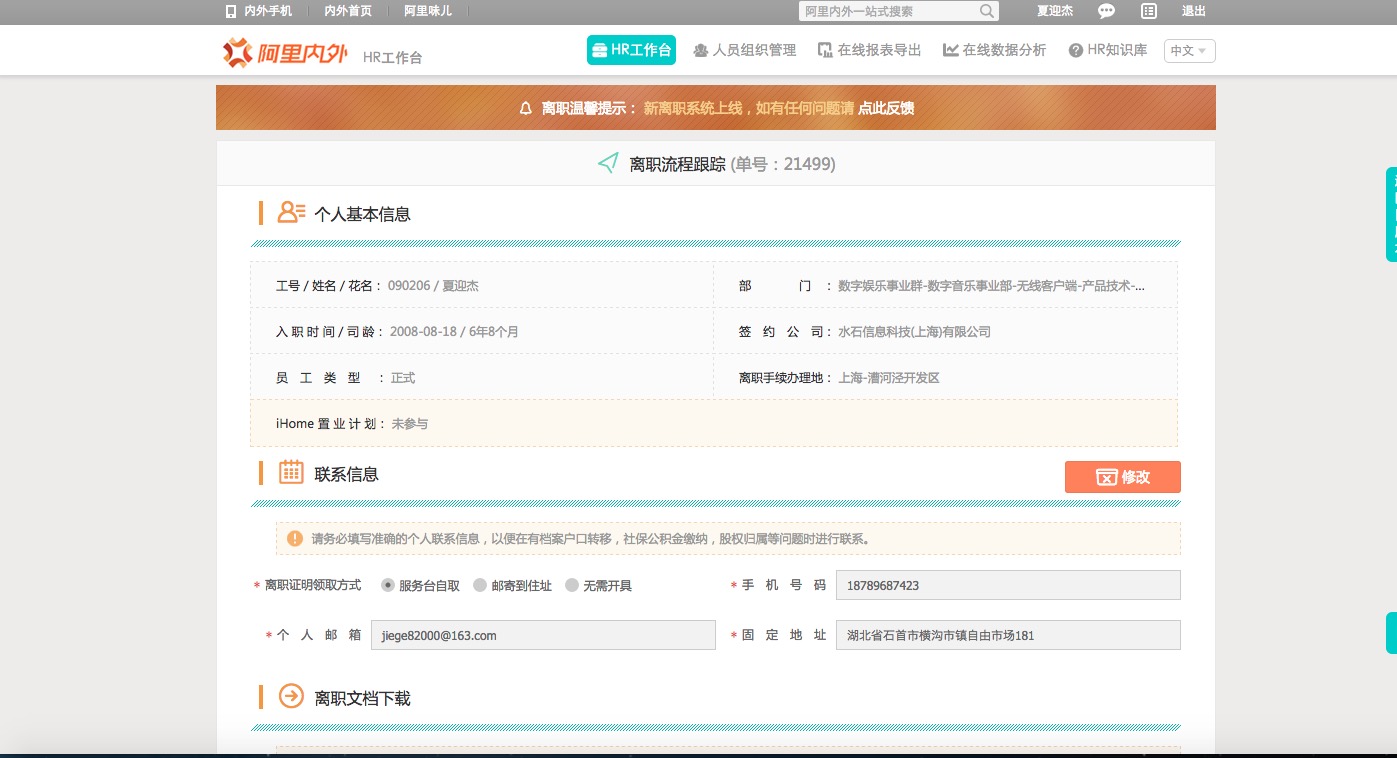 内外手机 内外首页 阿里味儿 阿里内外一站式搜索 夏迎杰 退出
阿里内外 HR工作台 HR工作台 人员组织管理 在线报表导出 在线数据分析 HR知识库 中文
离职温馨提示： 新离职系统上线，如有任何问题请 点此反馈
离职流程跟踪 (单号：21499)
个人基本信息
工号 / 姓名 / 花名： 090206 / 夏迎杰 部 门 ： 数字娱乐事业群-数字音乐事业部-无线客户端-产品技术-...
入 职 时 间 / 司 龄： 2008-08-18 / 6年8个月 签 约 公 司： 水石信息科技(上海)有限公司
员 工 类 型 ： 正式 离职手续办理地： 上海-漕河泾开发区
iHome 置 业 计 划： 未参与
联系信息 修改
请务必填写准确的个人联系信息，以便在有档案户口转移，社保公积金缴纳，股权归属等问题时进行联系。
* 离职证明领取方式 服务台自取 邮寄到住址 无需开具 * 手 机 号 码 18789687423
* 个 人 邮 箱 jiege82000@163.com * 固 定 地 址 湖北省石首市横沟市镇自由市场181
离职文档下载